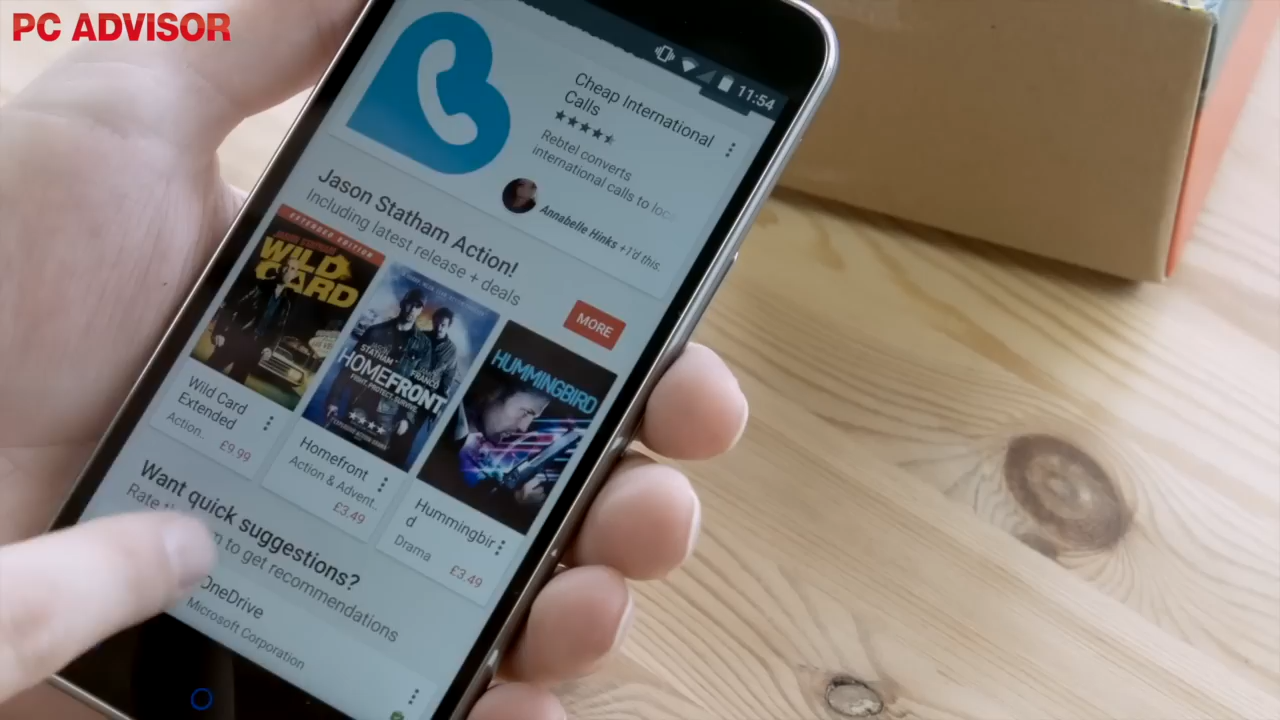 PC ADVISOR
11:54
Cheap International
Calls
Rebtel converts
international calls to loc
Annabelle Hinks +1'd this.
Jason Statham Action!
Including latest release + deals
MORE
EXTENDED EDITION
WILD
CARD
STATHAM
FRANCO
HOMEFRONT
FIGHT. PROTECT. SURVIVE.
HUMMINGBIRD
Wild Card
Extended
Action..
£9.99
Homefront
Action & Advent..
£3.49
Hummingbir
d
Drama
£3.49
Want quick suggestions?
Rate to get recommendations
OneDrive
Microsoft Corporation